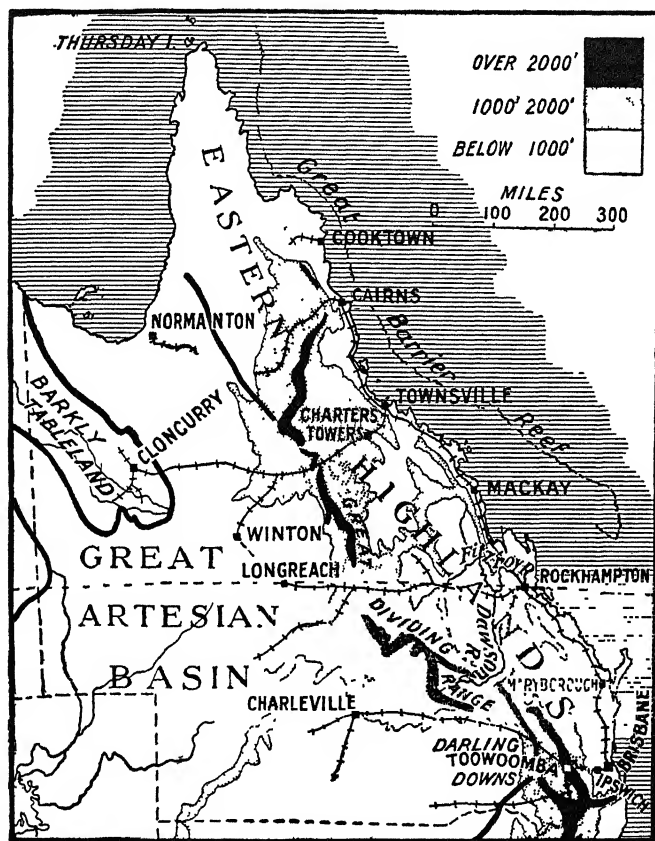 THURSDAY I.
OVER 2000'
1000' 2000'
BELOW 1000'
MILES
0 100 200 300
EASTERN
Great
COOKTOWN
CAIRNS
NORMAINTON
Barrier
Reef
BARKLY
TABLELAND
CLONCURRY
TOWNSVILLE
CHARTERS
TOWERS
HIGHLANDS
MACKAY
GREAT
WINTON
GREAT
Fitzroy R.
LONGREACH
ROCKHAMPTON
ARTESIAN
DIVIDING
RANGE
Dawson R.
BASIN
MARYBOROUGH
CHARLEVILLE
BRISBANE
DARLING
TOOWOOMBA
DOWNS
IPSWICH